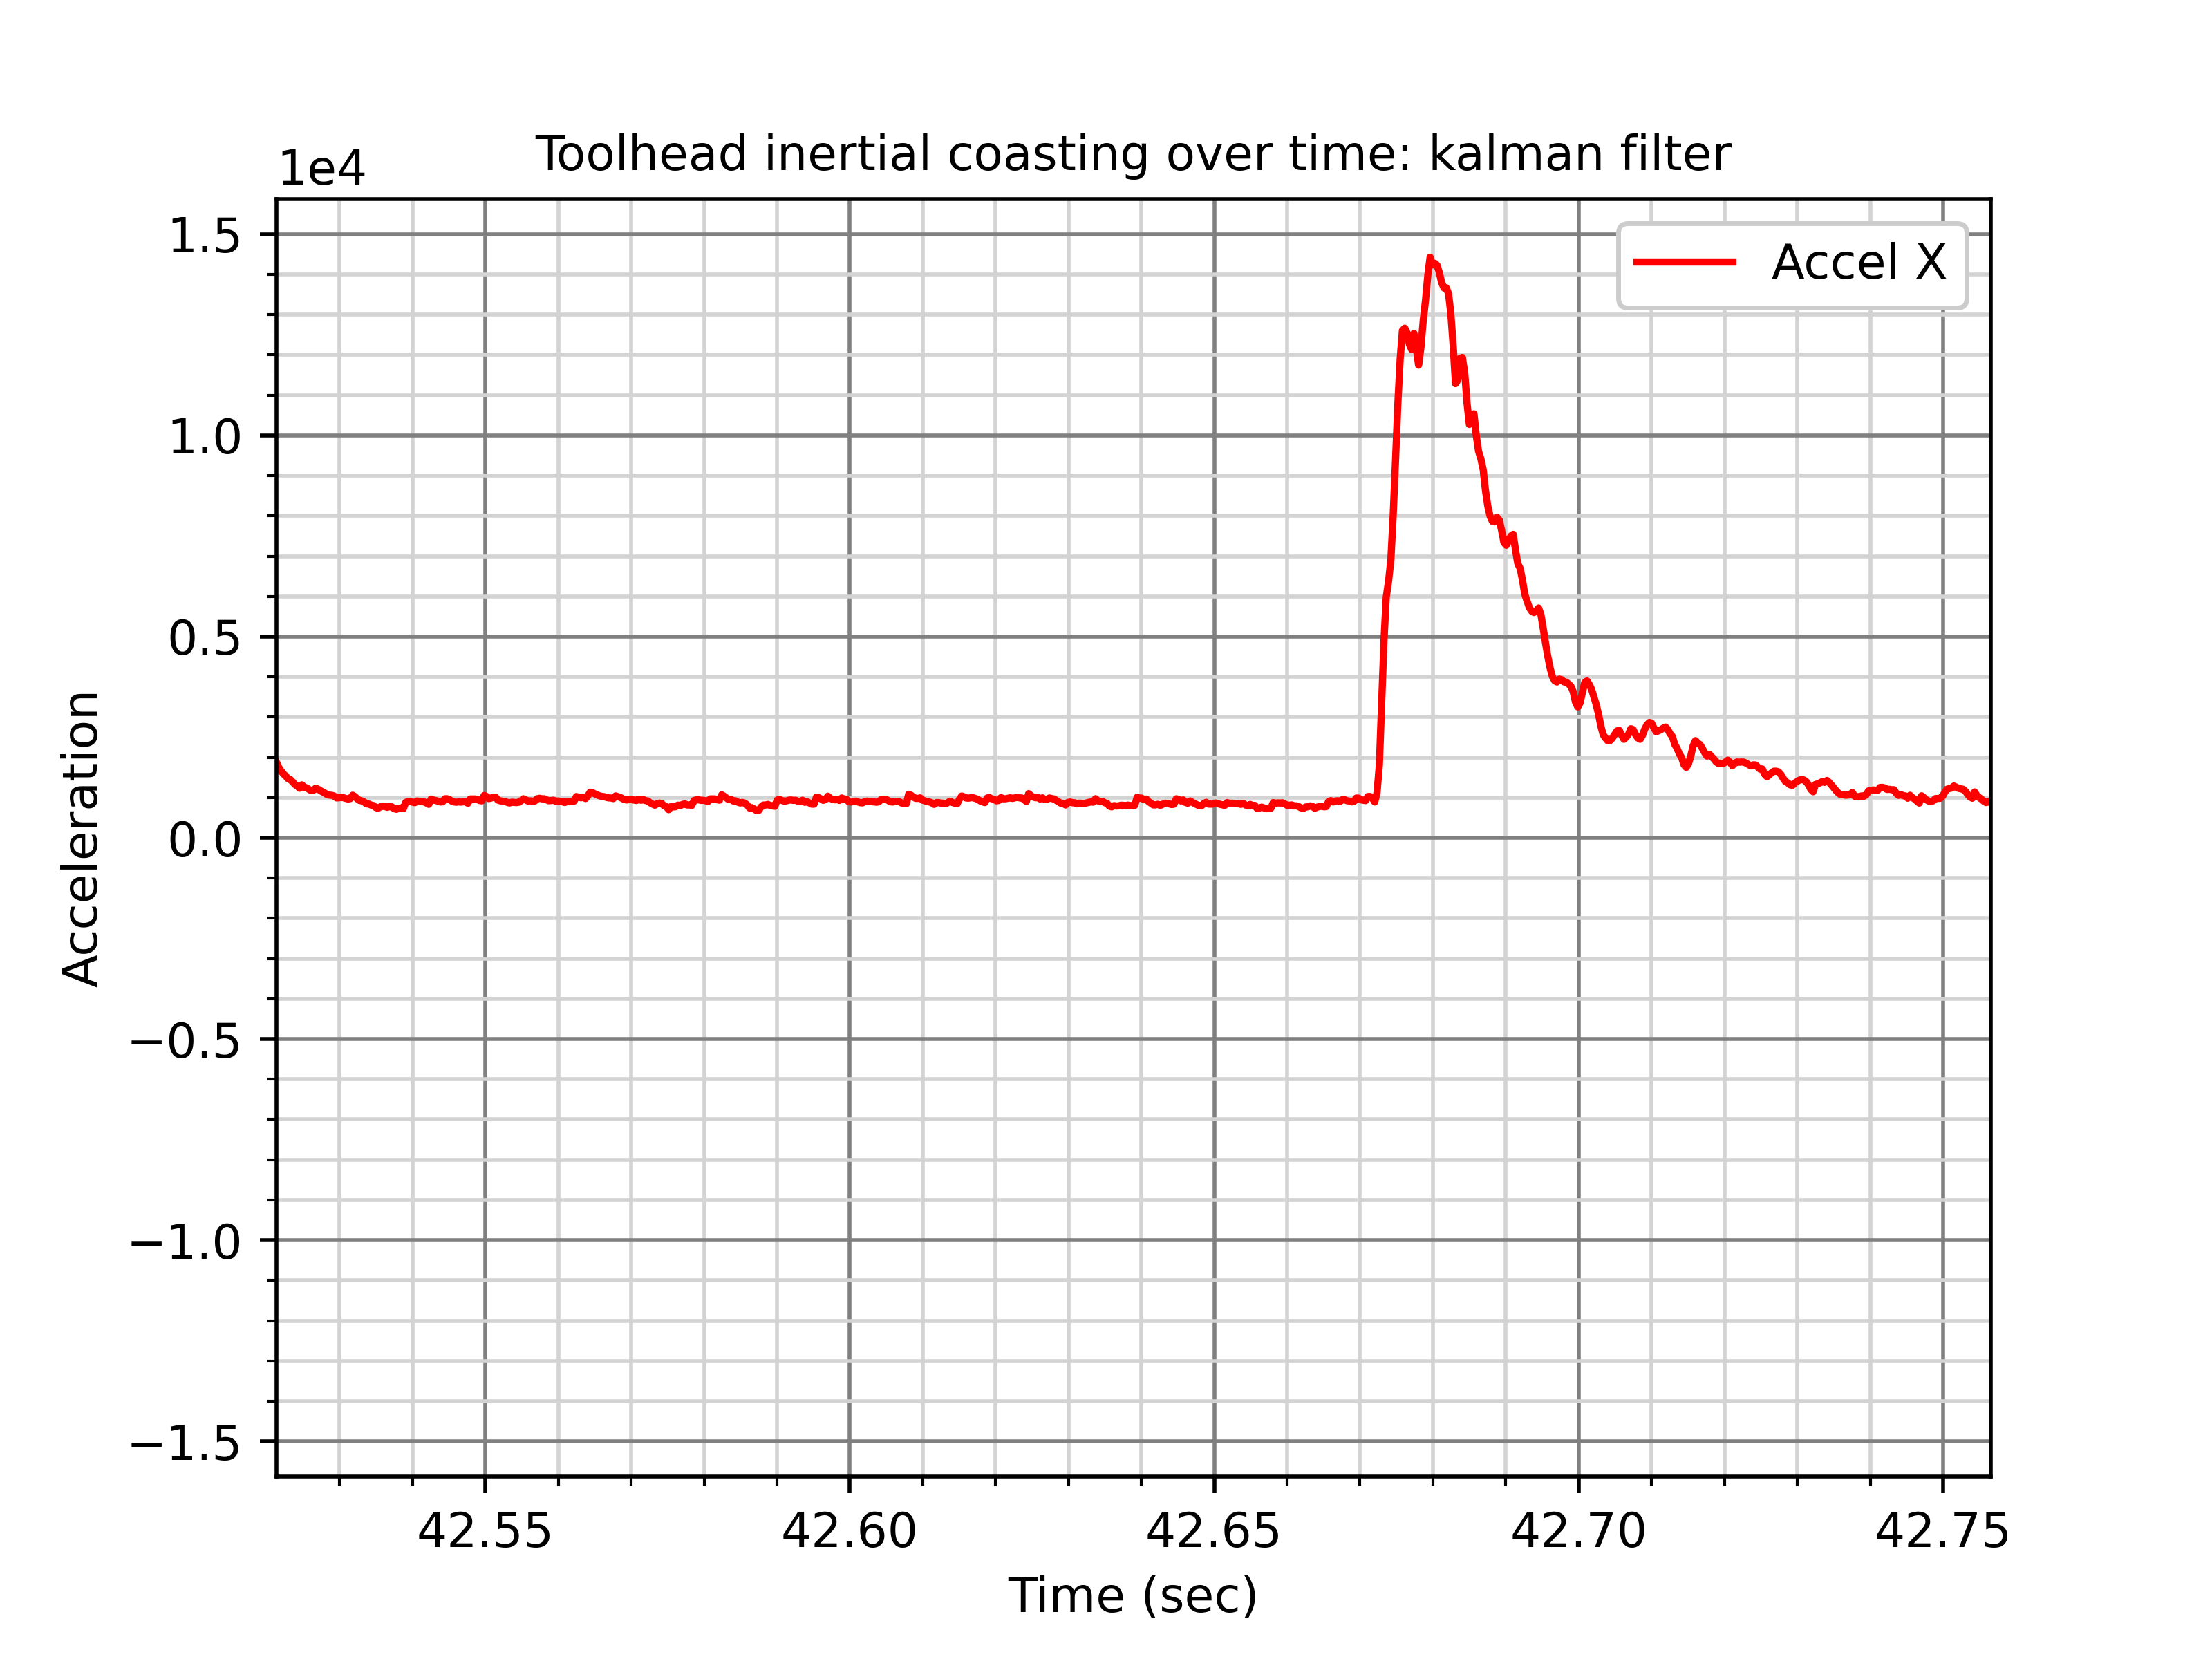 Toolhead inertial coasting over time: kalman filter
1e4
Accel X
1.5
1.0
0.5
0.0
−0.5
−1.0
−1.5
Acceleration
42.55 42.60 42.65 42.70 42.75
Time (sec)